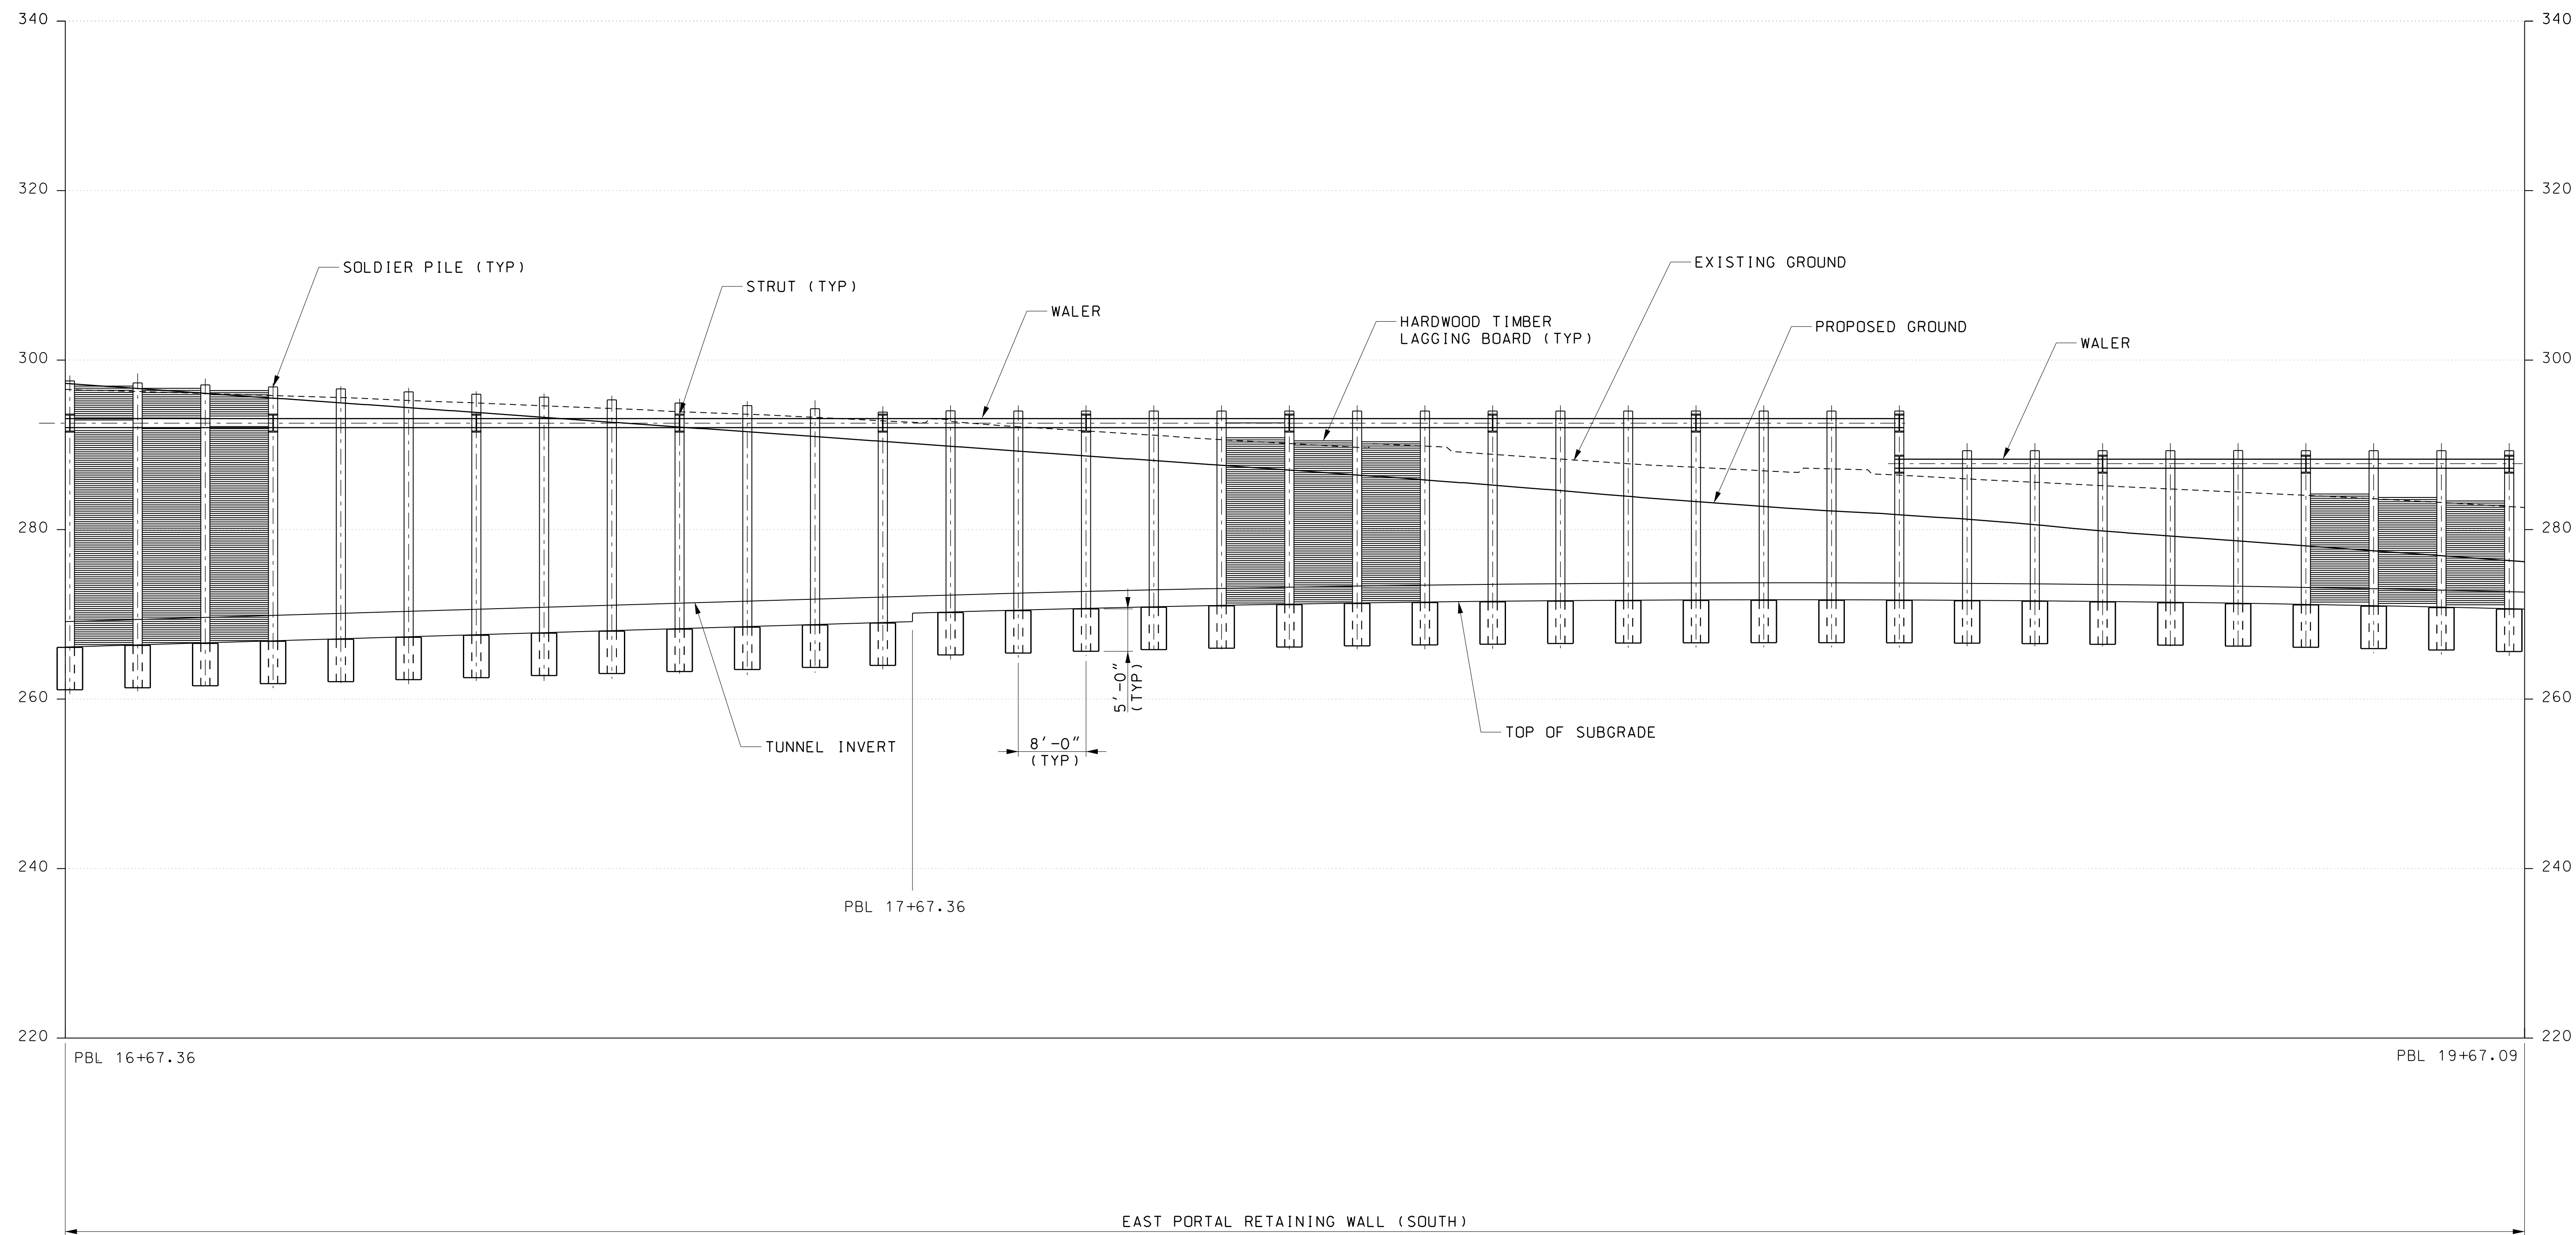 340 340
320 320
SOLDIER PILE (TYP)
STRUT (TYP)
WALER
EXISTING GROUND
HARDWOOD TIMBER
LAGGING BOARD (TYP)
PROPOSED GROUND
WALER
300 300
280 280
260 260
5'-0"
(TYP)
8'-0"
(TYP)
TUNNEL INVERT
TOP OF SUBGRADE
240 240
PBL 17+67.36
220 220
PBL 16+67.36
PBL 19+67.09
EAST PORTAL RETAINING WALL (SOUTH)